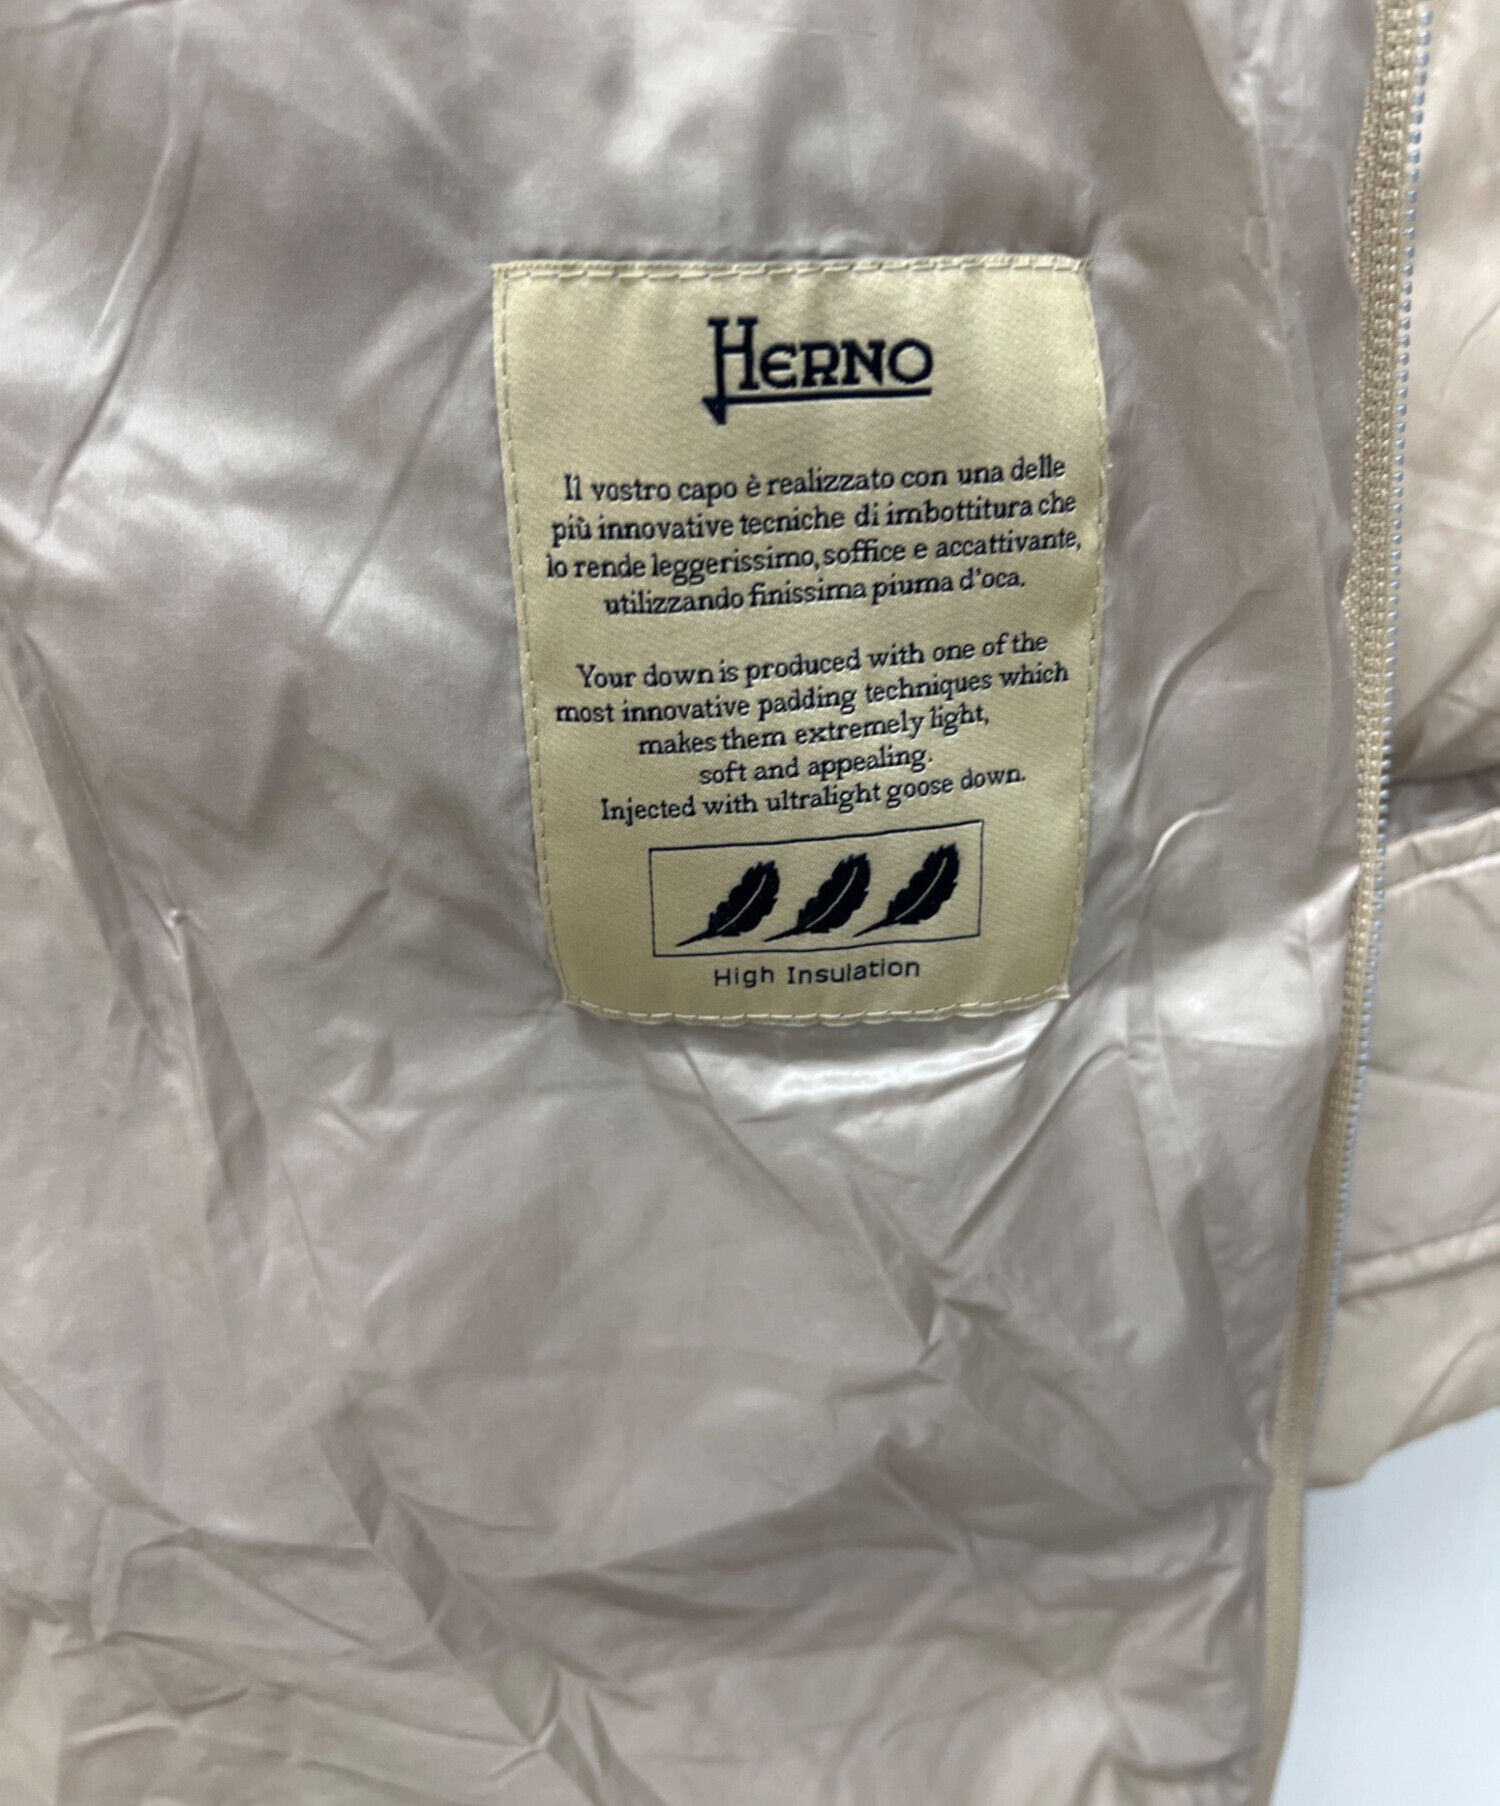 HERNO
Il vostro capo è realizzato con una delle
più innovative tecniche di imbottitura che
lo rende leggerissimo, soffice e accattivante,
utilizzando finissima piuma d'oca.
Your down is produced with one of the
most innovative padding techniques which
makes them extremely light,
soft and appealing.
Injected with ultralight goose down.
High Insulation